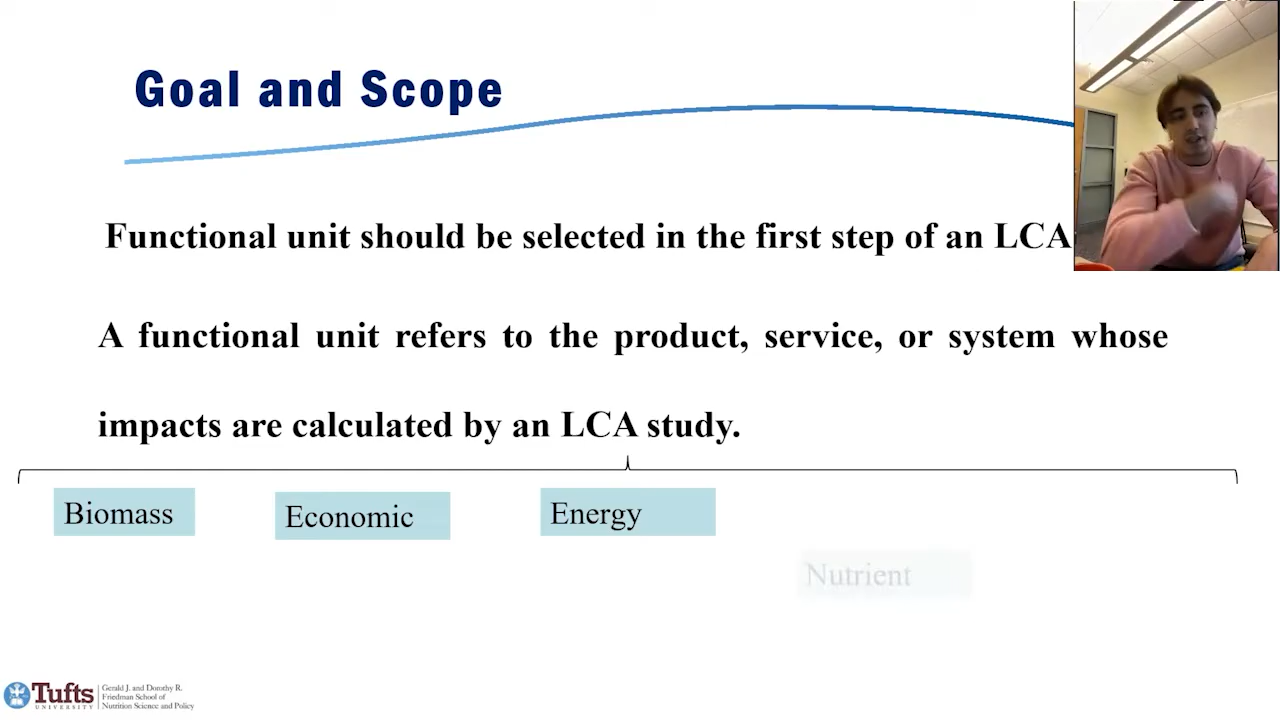 Goal and Scope
Functional unit should be selected in the first step of an LCA
A functional unit refers to the product, service, or system whose
impacts are calculated by an LCA study.
Biomass
Economic
Energy
Nutrient
Tufts
UNIVERSITY
Gerald J. and Dorothy R.
Friedman School of
Nutrition Science and Policy